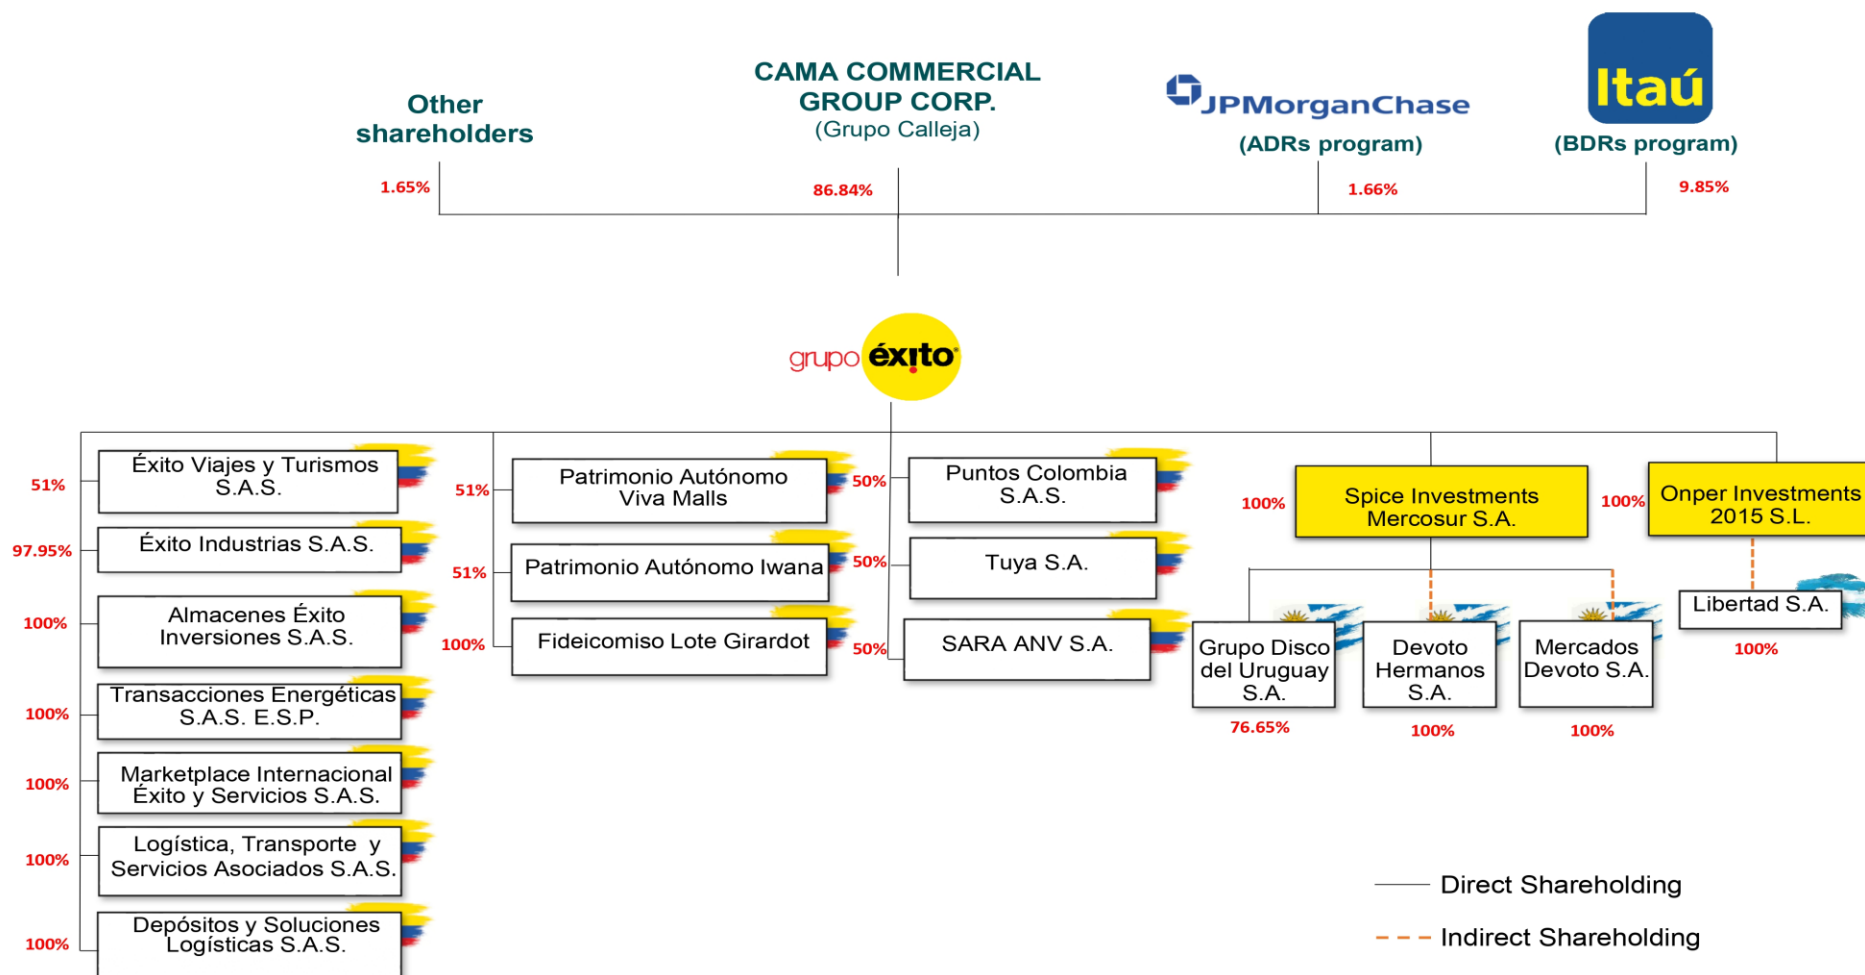 Other
shareholders
1.65%
CAMA COMMERCIAL
GROUP CORP.
(Grupo Calleja)
86.84%
JPMorganChase
(ADRs program)
1.66%
Itaú
(BDRs program)
9.85%
grupo éxito
51%
Éxito Viajes y Turismos
S.A.S.
97.95%
Éxito Industrias S.A.S.
100%
Almacenes Éxito
Inversiones S.A.S.
100%
Transacciones Energéticas
S.A.S. E.S.P.
100%
Marketplace Internacional
Éxito y Servicios S.A.S.
100%
Logística, Transporte y
Servicios Asociados S.A.S.
100%
Depósitos y Soluciones
Logísticas S.A.S.
51%
Patrimonio Autónomo
Viva Malls
51%
Patrimonio Autónomo Iwana
100%
Fideicomiso Lote Girardot
50%
Puntos Colombia
S.A.S.
50%
Tuya S.A.
50%
SARA ANV S.A.
100%
Spice Investments
Mercosur S.A.
Grupo Disco
del Uruguay
S.A.
76.65%
Devoto
Hermanos
S.A.
100%
Mercados
Devoto S.A.
100%
100%
Onper Investments
2015 S.L.
Libertad S.A.
100%
Direct Shareholding
Indirect Shareholding